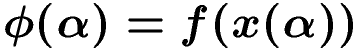 ϕ(α) = f(x(α))